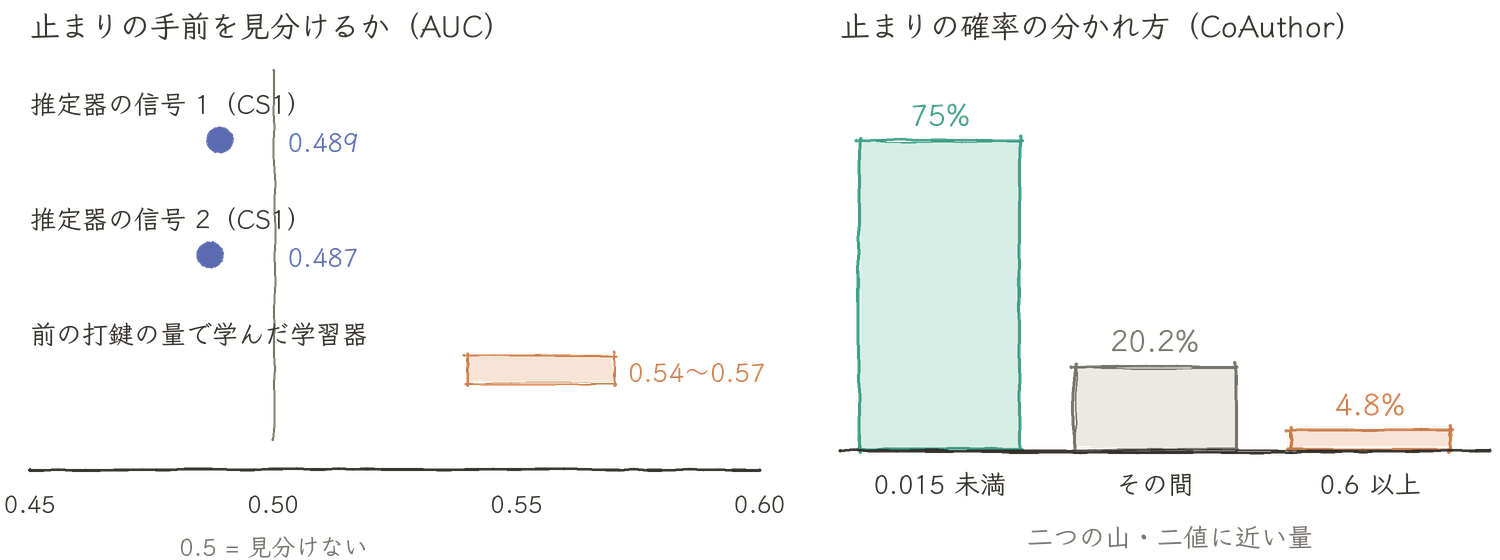 止まりの手前を見分けるか（AUC）
推定器の信号 1（CS1）
0.489
推定器の信号 2（CS1）
0.487
前の打鍵の量で学んだ学習器
0.54〜0.57
0.45 0.50 0.55 0.60
0.5 = 見分けない
止まりの確率の分かれ方（CoAuthor）
75%
20.2%
4.8%
0.015 未満 その間 0.6 以上
二つの山・二値に近い量